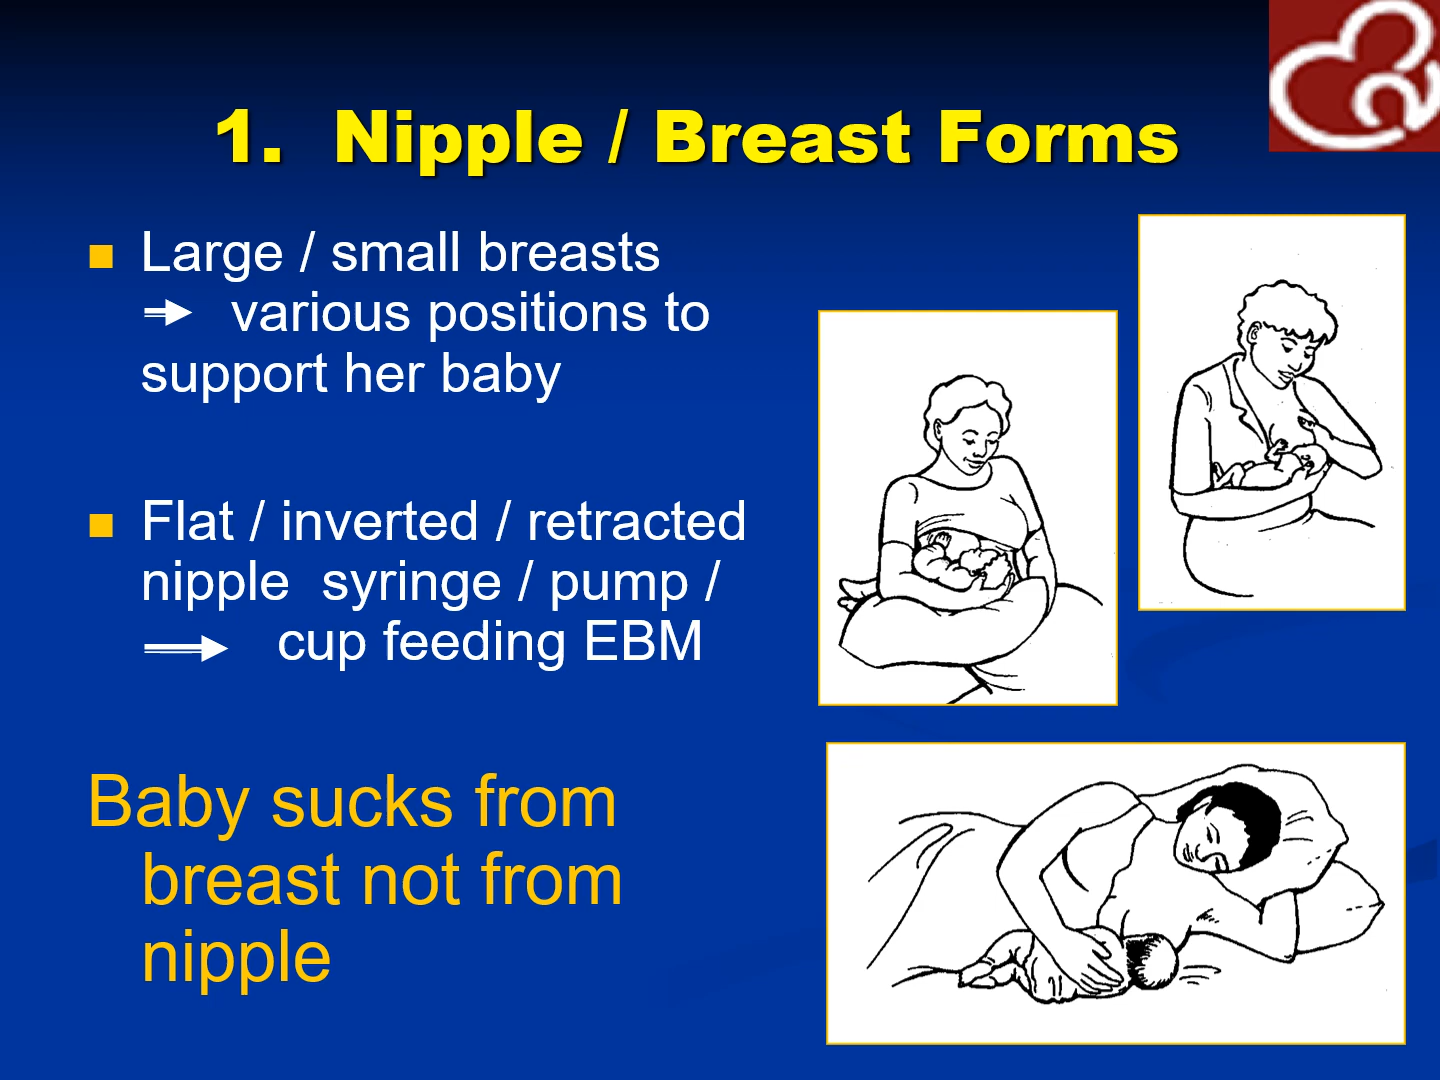 1. Nipple / Breast Forms
Large / small breasts
various positions to
support her baby
Flat / inverted / retracted
nipple syringe / pump /
cup feeding EBM
Baby sucks from
breast not from
nipple